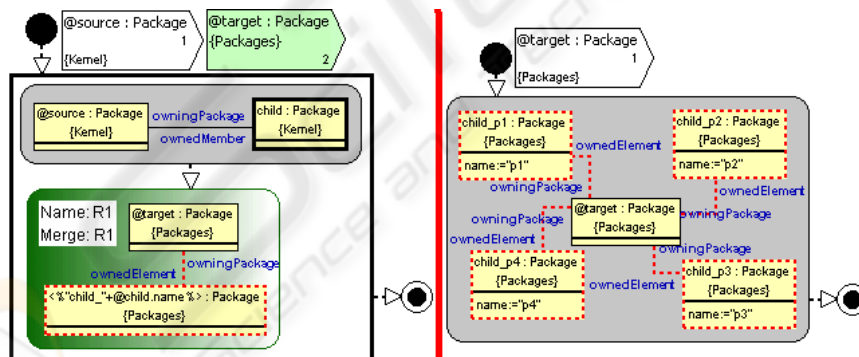 @source : Package
1
{Kernel}
@target : Package
{Packages}
2
@source : Package
{Kernel}
owningPackage
ownedMember
child : Package
{Kernel}
Name: R1
Merge: R1
@target : Package
{Packages}
ownedElement
owningPackage
<%"child_"+@child.name%> : Package
{Packages}
@target : Package
1
{Packages}
child_p1 : Package
{Packages}
name:="p1"
ownedElement
owningPackage
child_p2 : Package
{Packages}
name:="p2"
ownedElement
owningPackage
@target : Package
{Packages}
owningPackage
ownedElement
child_p4 : Package
{Packages}
name:="p4"
owningPackage
ownedElement
child_p3 : Package
{Packages}
name:="p3"